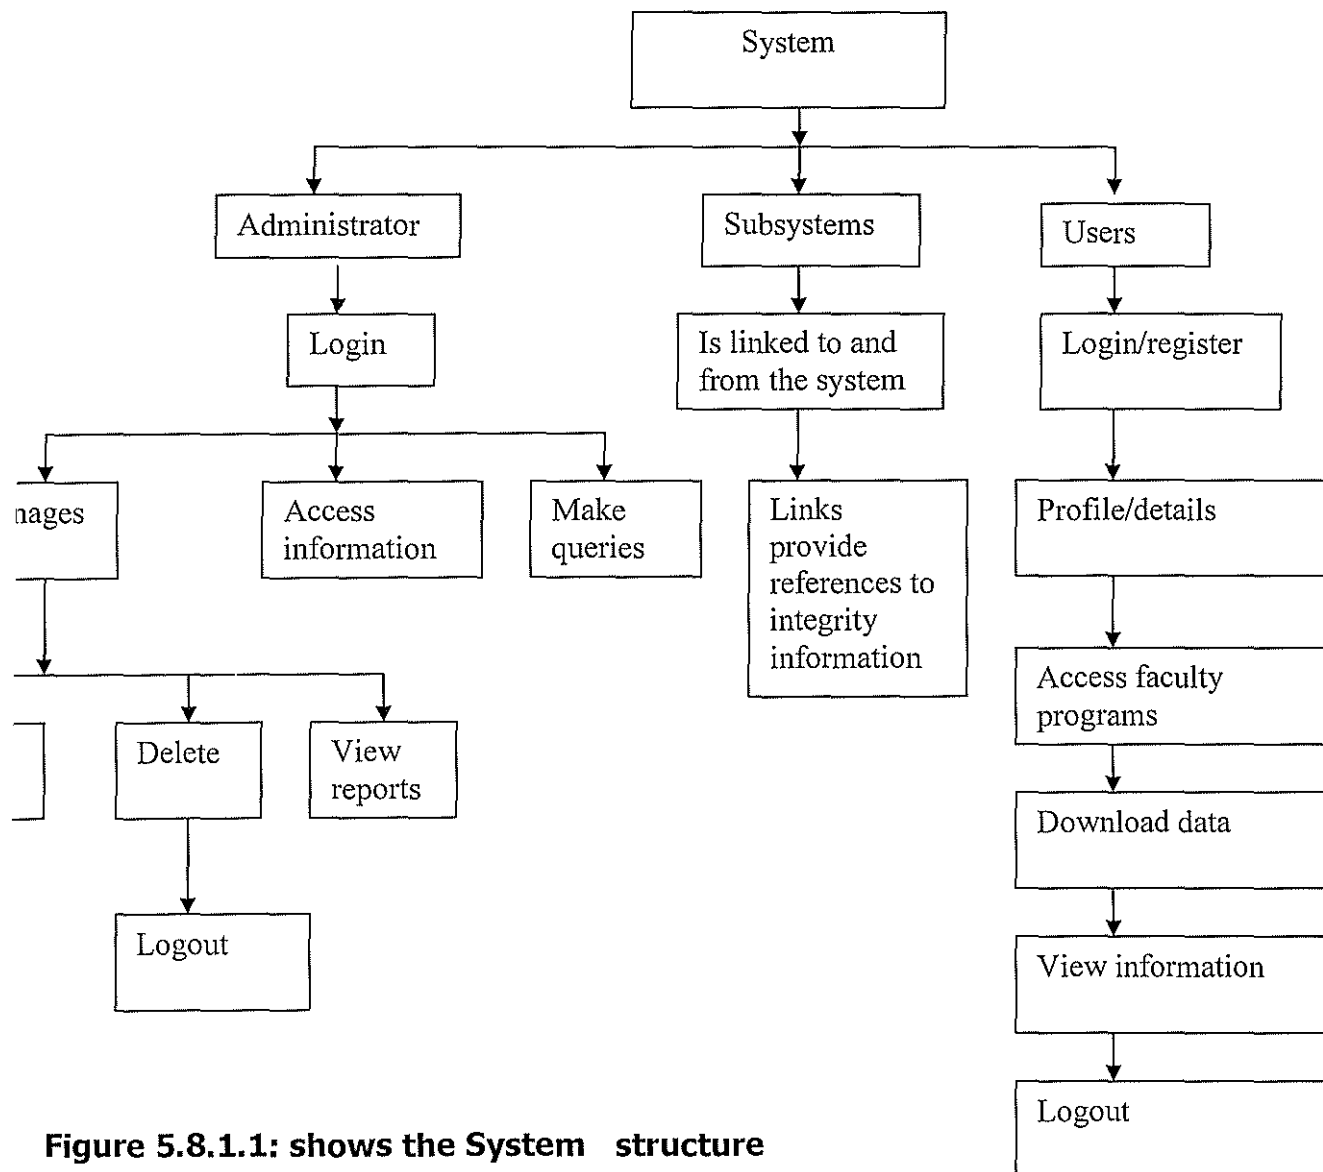 System
Administrator
Subsystems
Users
Login
Is linked to and
from the system
Login/register
nages
Access
information
Make
queries
Links
provide
references to
integrity
information
Profile/details
Access faculty
programs
Delete
View
reports
Download data
Logout
View information
Logout
Figure 5.8.1.1: shows the System structure